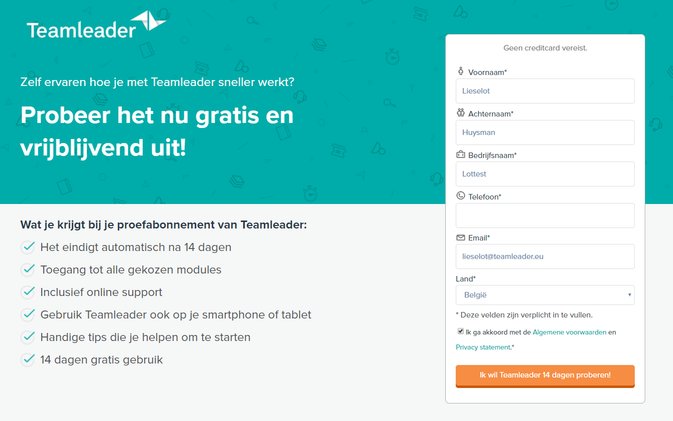 Teamleader
Zelf ervaren hoe je met Teamleader sneller werkt?
Probeer het nu gratis en
vrijblijvend uit!
Wat je krijgt bij je proefabonnement van Teamleader:
Het eindigt automatisch na 14 dagen
Toegang tot alle gekozen modules
Inclusief online support
Gebruik Teamleader ook op je smartphone of tablet
Handige tips die je helpen om te starten
14 dagen gratis gebruik
Geen creditcard vereist.
Voornaam*
Lieselot
Achternaam*
Huysman
Bedrijfsnaam*
Lottest
Telefoon*
Email*
lieselot@teamleader.eu
Land*
België
* Deze velden zijn verplicht in te vullen.
Ik ga akkoord met de Algemene voorwaarden en
Privacy statement.*
Ik wil Teamleader 14 dagen proberen!